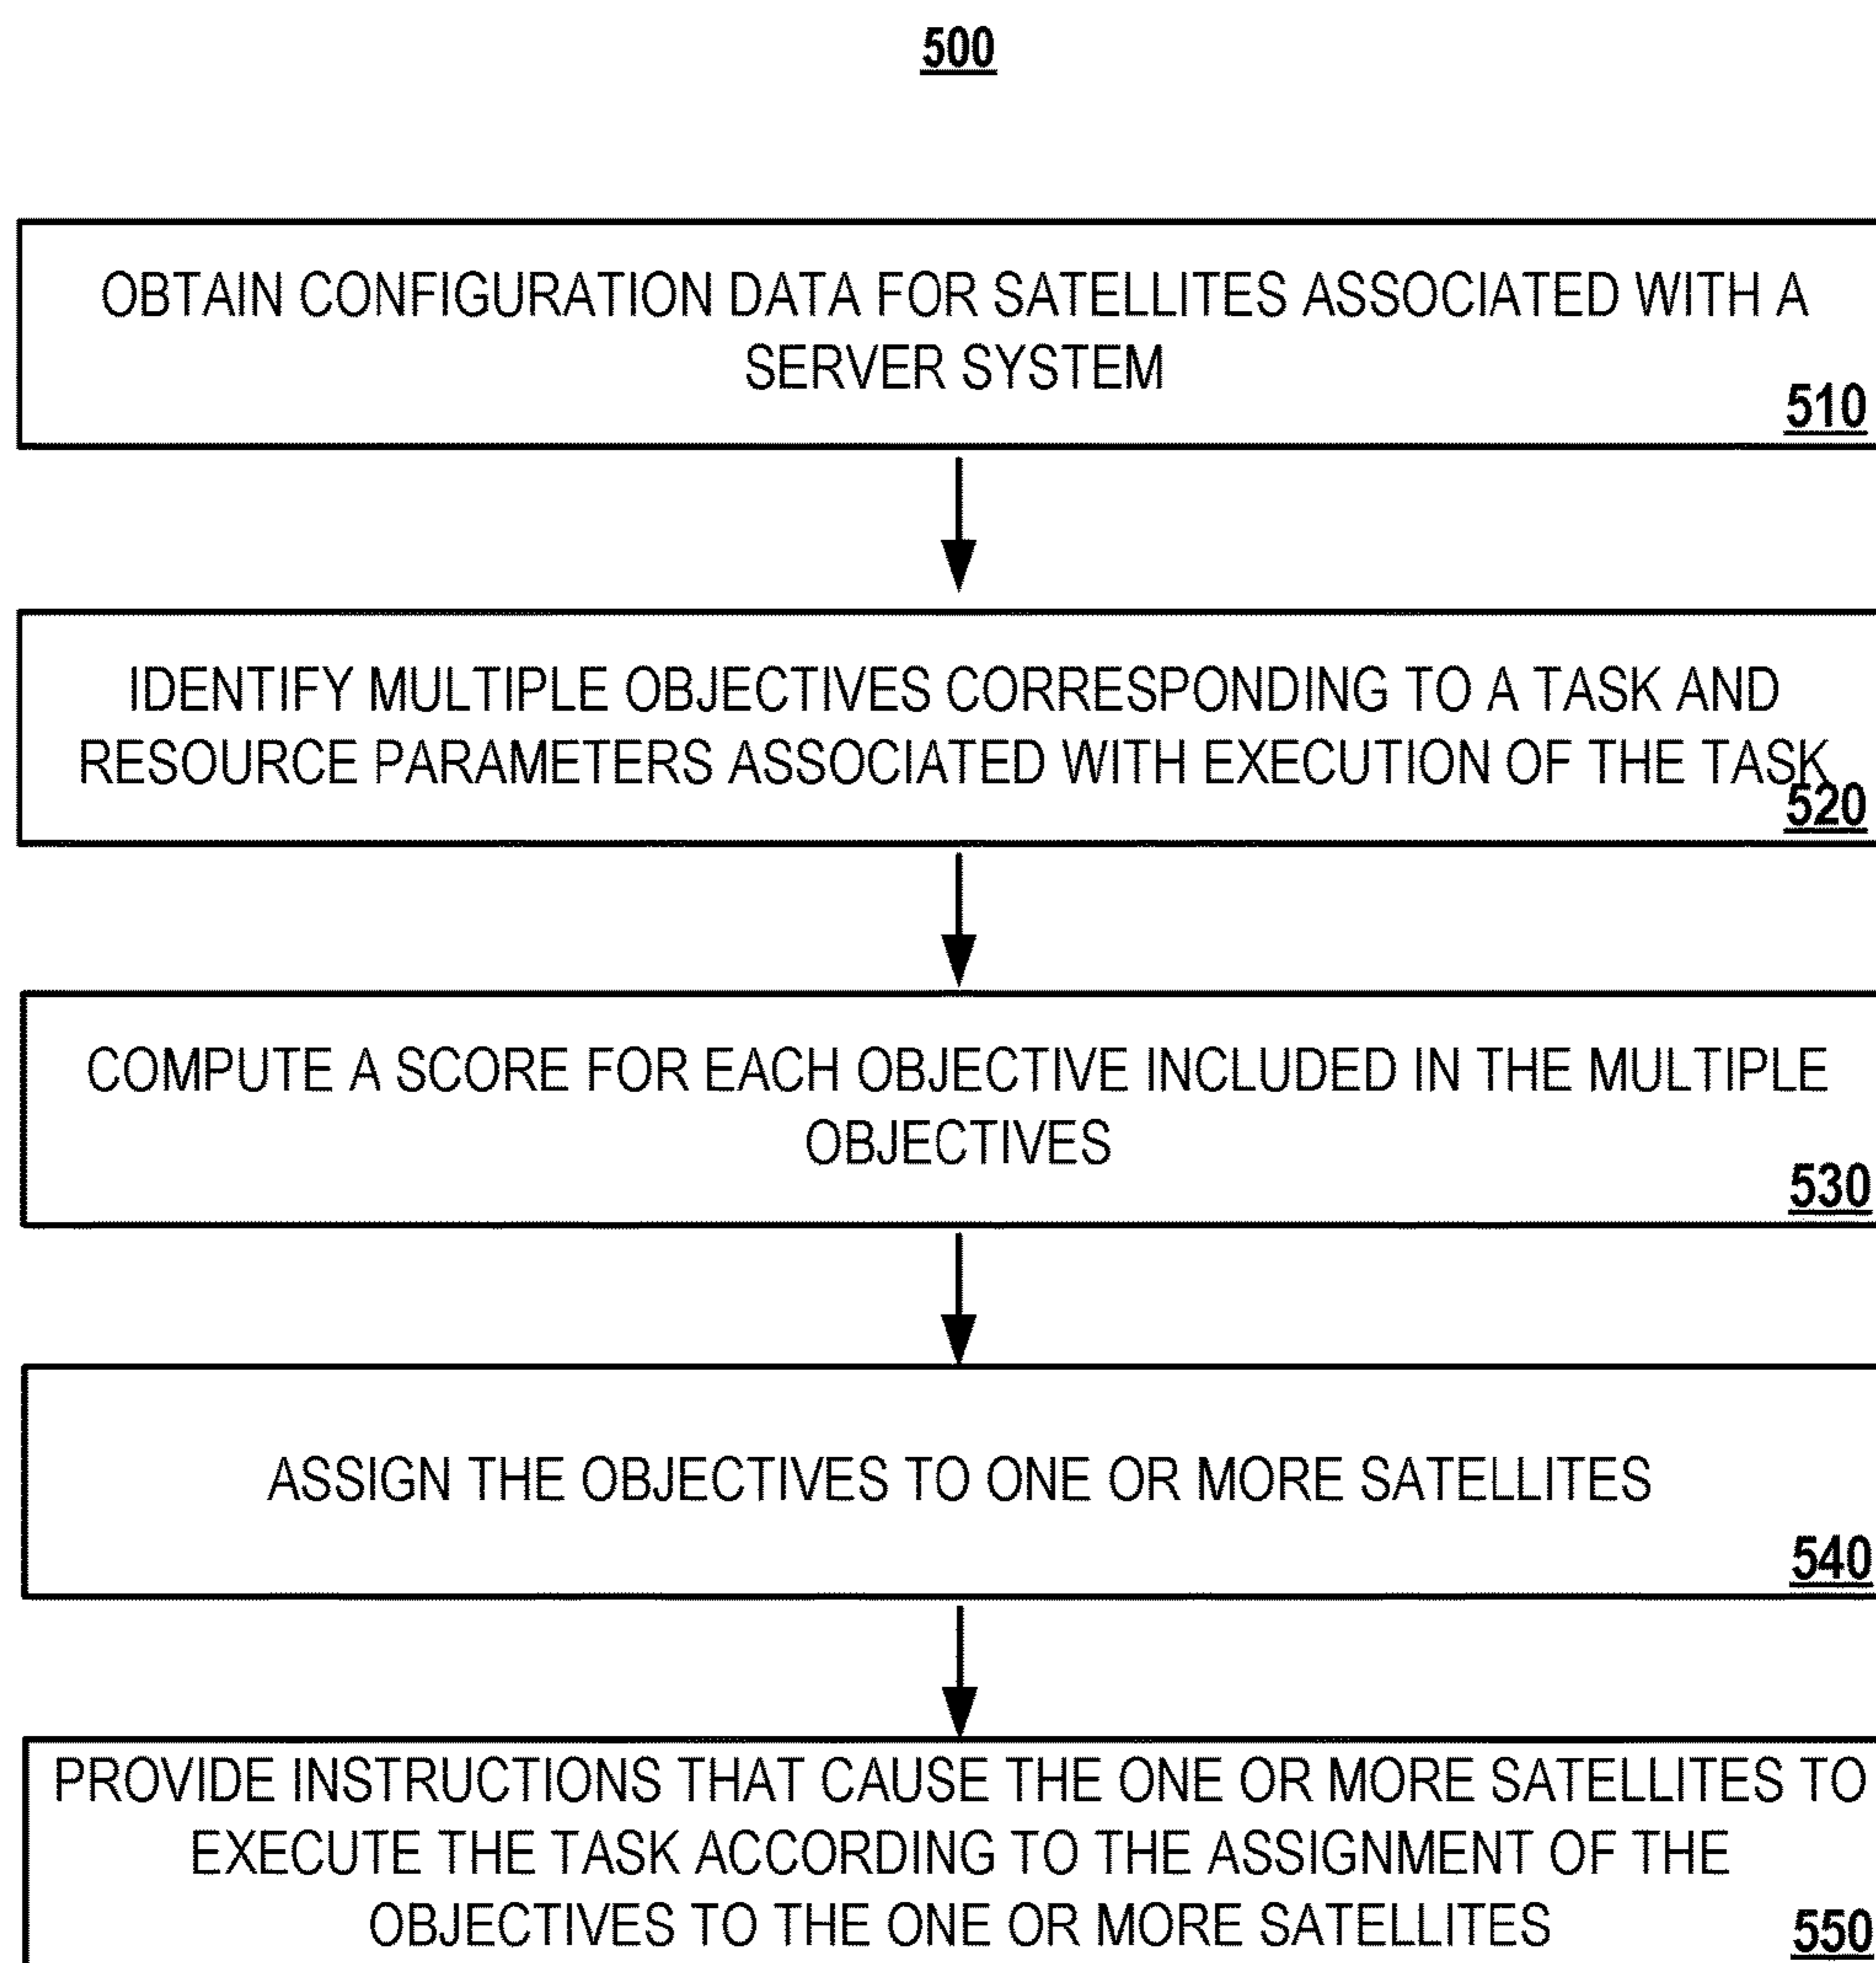 500
OBTAIN CONFIGURATION DATA FOR SATELLITES ASSOCIATED WITH A
SERVER SYSTEM
510
IDENTIFY MULTIPLE OBJECTIVES CORRESPONDING TO A TASK AND
RESOURCE PARAMETERS ASSOCIATED WITH EXECUTION OF THE TASK
520
COMPUTE A SCORE FOR EACH OBJECTIVE INCLUDED IN THE MULTIPLE
OBJECTIVES
530
ASSIGN THE OBJECTIVES TO ONE OR MORE SATELLITES
540
PROVIDE INSTRUCTIONS THAT CAUSE THE ONE OR MORE SATELLITES TO
EXECUTE THE TASK ACCORDING TO THE ASSIGNMENT OF THE
OBJECTIVES TO THE ONE OR MORE SATELLITES
550